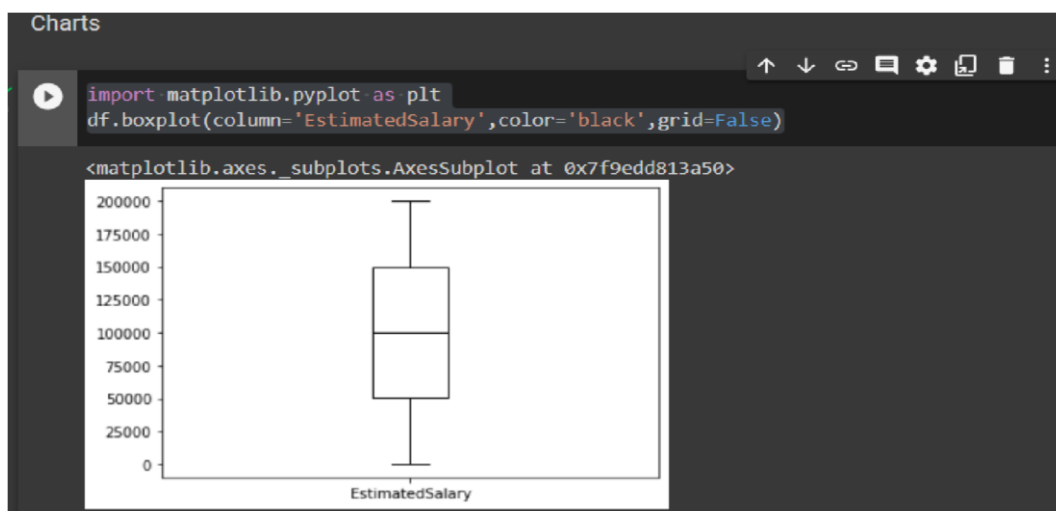 Charts
import matplotlib.pyplot as plt
df.boxplot(column='EstimatedSalary',color='black',grid=False)
<matplotlib.axes._subplots.AxesSubplot at 0x7f9edd813a50>
200000
175000
150000
125000
100000
75000
50000
25000
0
EstimatedSalary